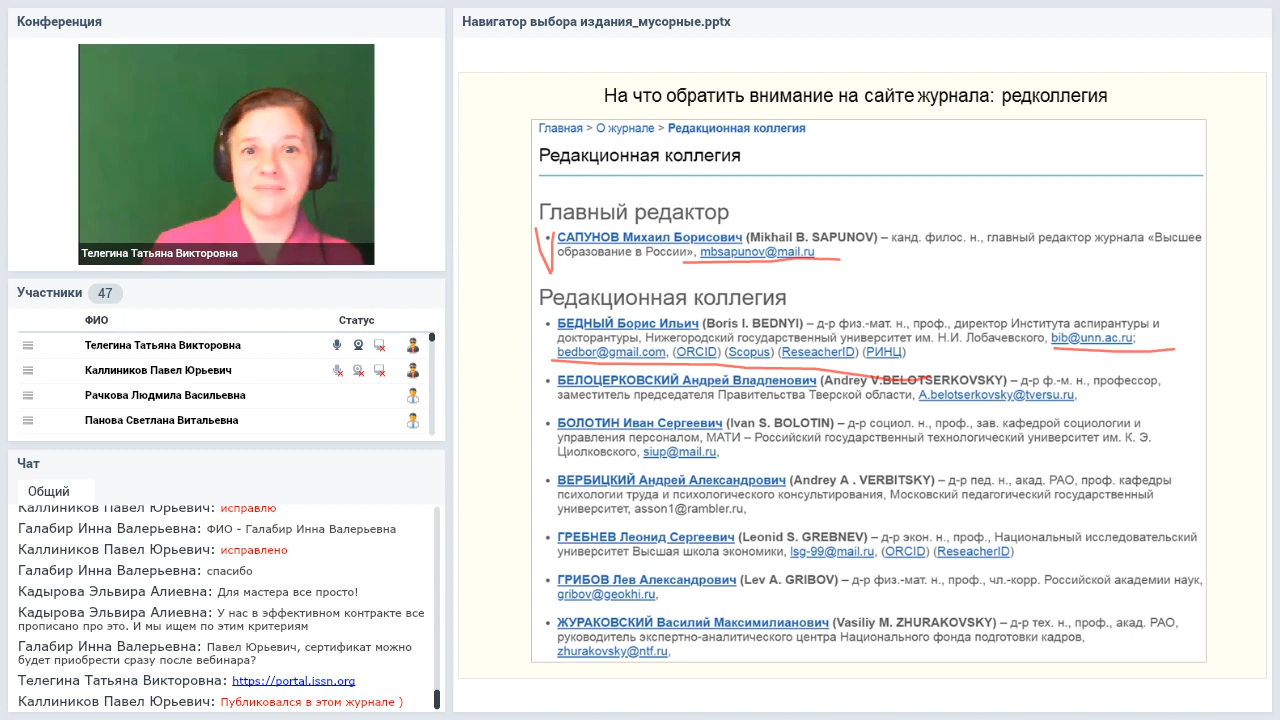 Конференция
Телегина Татьяна Викторовна
Участники 47
ФИО Статус
Телегина Татьяна Викторовна
Каллиников Павел Юрьевич
Рачкова Людмила Васильевна
Панова Светлана Витальевна
Чат
Общий
Каллиников Павел Юрьевич: исправлю
Галабир Инна Валерьевна: ФИО - Галабир Инна Валерьевна
Каллиников Павел Юрьевич: исправлено
Галабир Инна Валерьевна: спасибо
Кадырова Эльвира Алиевна: Для мастера все просто!
Кадырова Эльвира Алиевна: У нас в эффективном контракте все
прописано про это. И мы ищем по этим критериям
Галабир Инна Валерьевна: Павел Юрьевич, сертификат можно
будет приобрести сразу после вебинара?
Телегина Татьяна Викторовна: https://portal.issn.org
Каллиников Павел Юрьевич: Публиковался в этом журнале )
Навигатор выбора издания_мусорные.pptx
На что обратить внимание на сайте журнала: редколлегия
Главная > О журнале > Редакционная коллегия
Редакционная коллегия
Главный редактор
• САПУНОВ Михаил Борисович (Mikhail B. SAPUNOV) – канд. филос. н., главный редактор журнала «Высшее
образование в России», mbsapunov@mail.ru
Редакционная коллегия
• БЕДНЫЙ Борис Ильич (Boris I. BEDNYI) – д-р физ.-мат. н., проф., директор Института аспирантуры и
докторантуры, Нижегородский государственный университет им. Н.И. Лобачевского, bib@unn.ac.ru;
bedbor@gmail.com, (ORCID) (Scopus) (ReseacherID) (РИНЦ)
• БЕЛОЦЕРКОВСКИЙ Андрей Владленович (Andrey V.BELOTSERKOVSKY) – д-р ф.-м. н., профессор,
заместитель председателя Правительства Тверской области, A.belotserkovsky@tversu.ru,
• БОЛОТИН Иван Сергеевич (Ivan S. BOLOTIN) – д-р социол. н., проф., зав. кафедрой социологии и
управления персоналом, МАТИ – Российский государственный технологический университет им. К. Э.
Циолковского, siup@mail.ru,
• ВЕРБИЦКИЙ Андрей Александрович (Andrey A . VERBITSKY) – д-р пед. н., акад. РАО, проф. кафедры
психологии труда и психологического консультирования, Московский педагогический государственный
университет, asson1@rambler.ru,
• ГРЕБНЕВ Леонид Сергеевич (Leonid S. GREBNEV) – д-р экон. н., проф., Национальный исследовательский
университет Высшая школа экономики, lsg-99@mail.ru, (ORCID) (ReseacherID)
• ГРИБОВ Лев Александрович (Lev A. GRIBOV) – д-р физ-мат. н., проф., чл.-корр. Российской академии наук,
gribov@geokhi.ru,
• ЖУРАКОВСКИЙ Василий Максимилианович (Vasiliy M. ZHURAKOVSKY) – д-р тех. н., проф., акад. РАО,
руководитель экспертно-аналитического центра Национального фонда подготовки кадров,
zhurakovsky@ntf.ru,